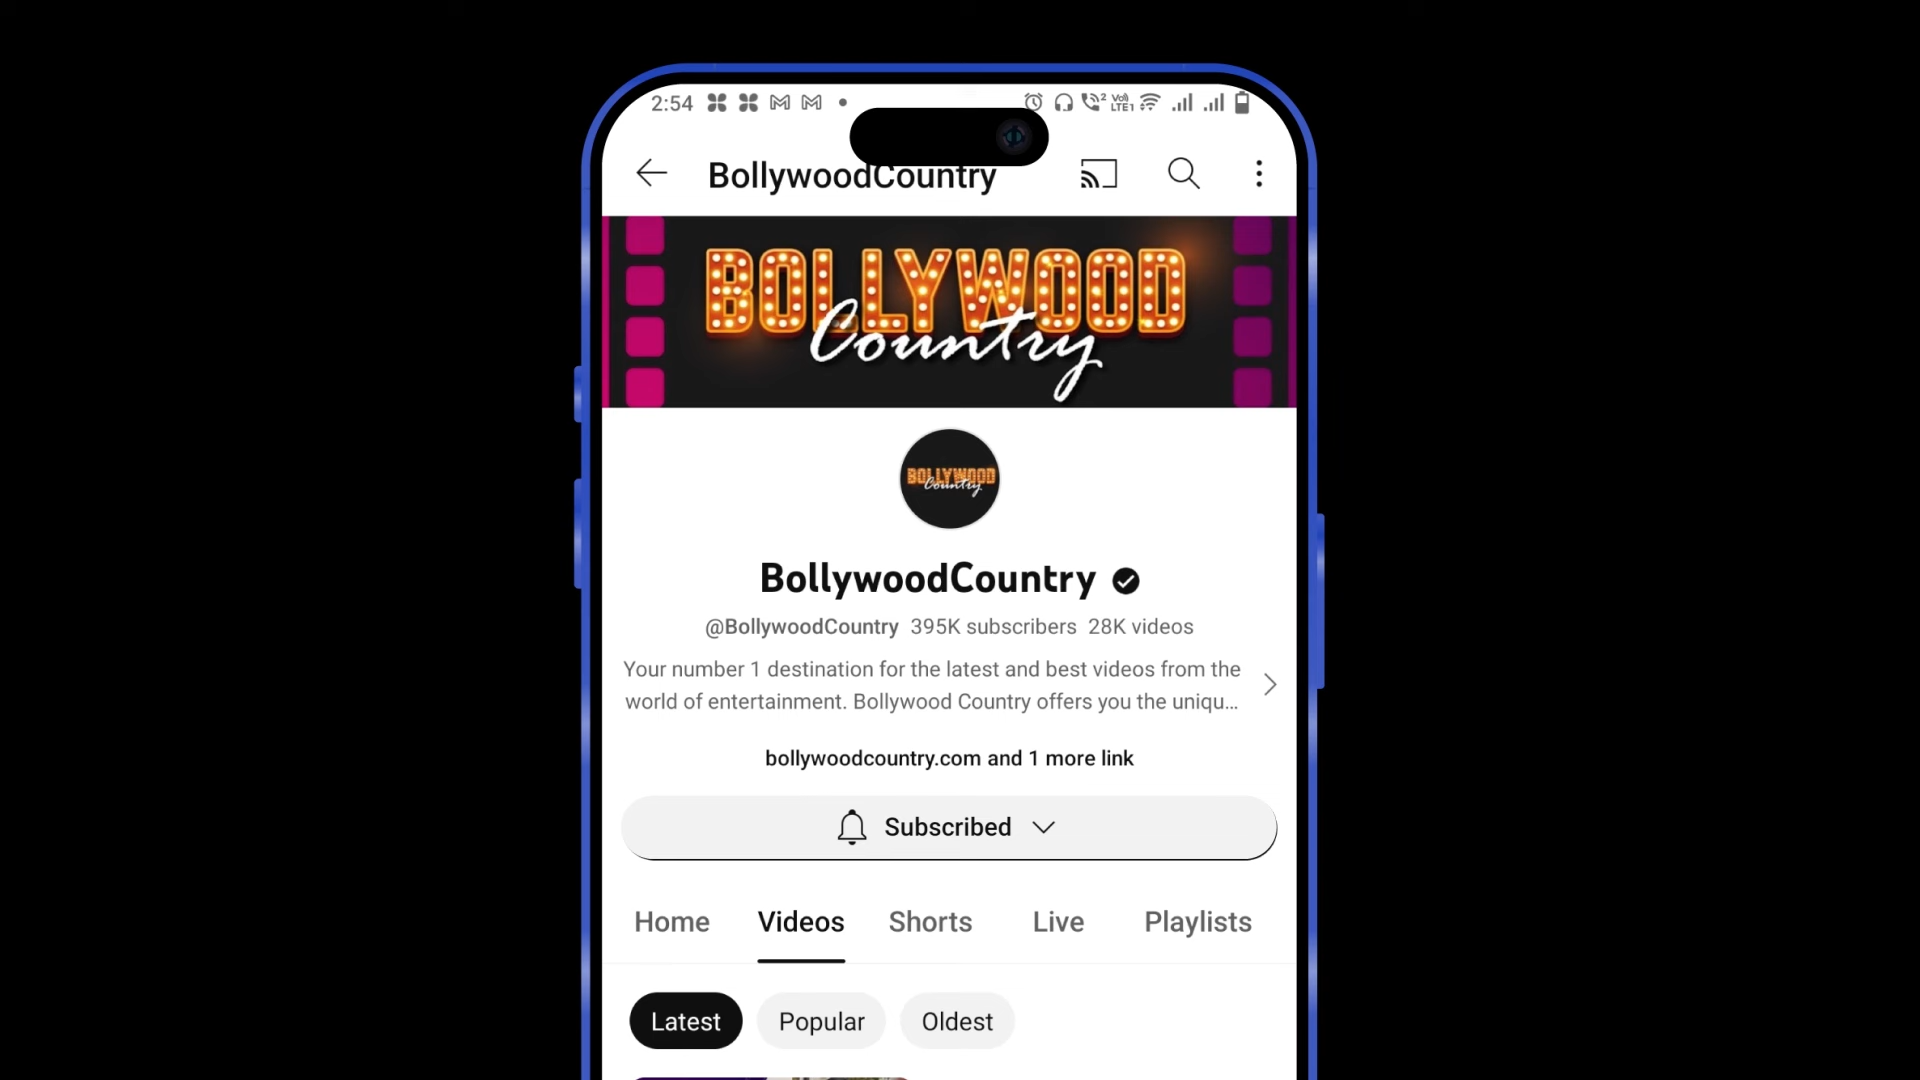 2:54
VoI)
LTE1
BollywoodCountry
BOLLYWOOD
Country
BOLLYWOOD
Country
BollywoodCountry
@BollywoodCountry 395K subscribers 28K videos
Your number 1 destination for the latest and best videos from the
world of entertainment. Bollywood Country offers you the uniqu...
bollywoodcountry.com and 1 more link
Subscribed
Home Videos Shorts Live Playlists
Latest Popular Oldest